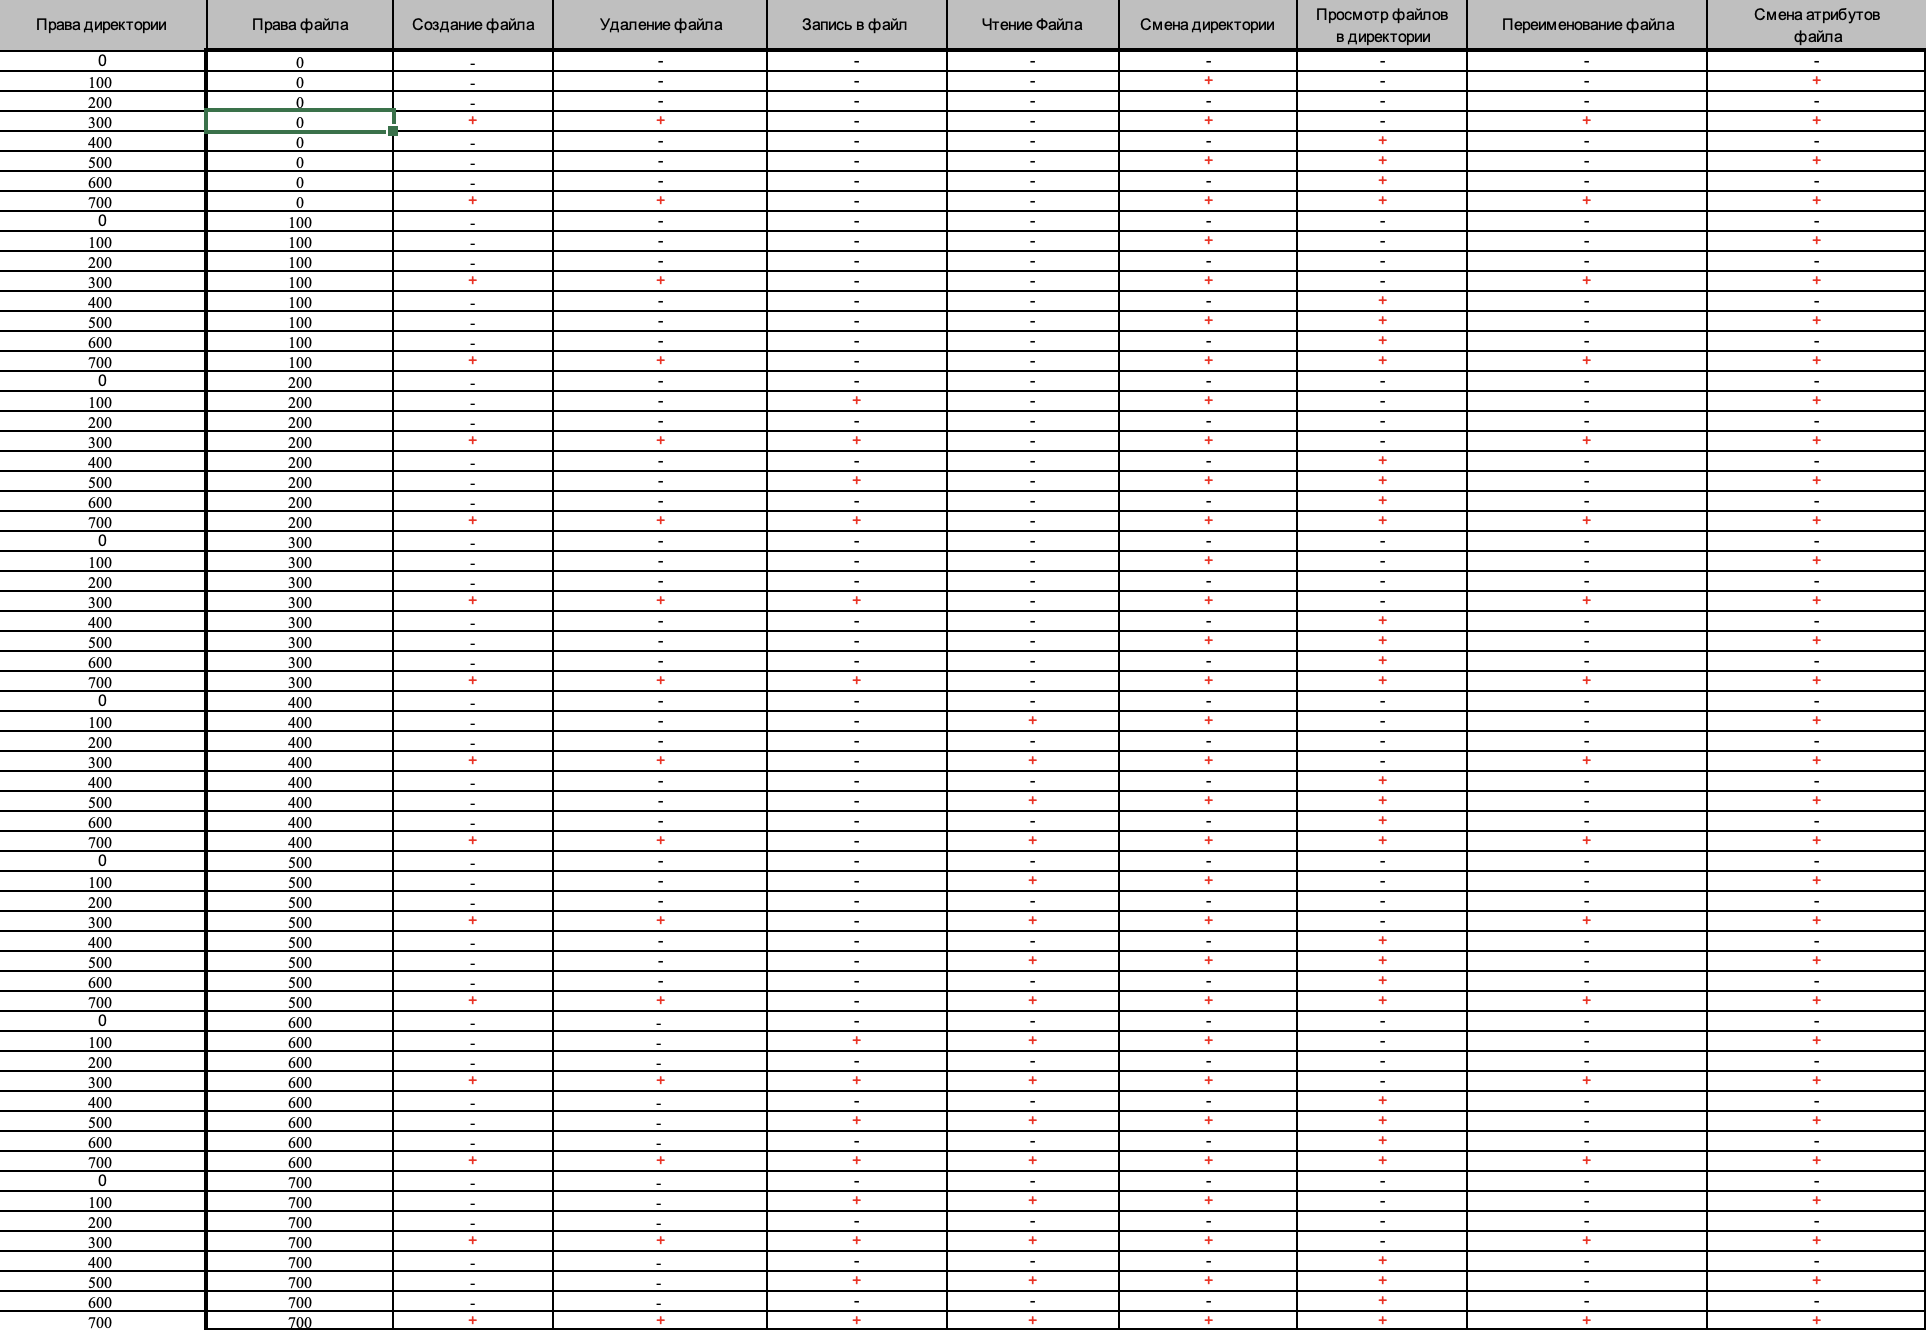 Права директории Права файла Создание файла Удаление файла Запись в файл Чтение Файла Смена директории Просмотр файлов в директории Переименование файла Смена атрибутов файла
0 0 - - - - - - - -
100 0 - - - - + - - +
200 0 - - - - - - - -
300 0 + + - - + - + +
400 0 - - - - - + - -
500 0 - - - - + + - +
600 0 - - - - - + - -
700 0 + + - - + + + +
0 100 - - - - - - - -
100 100 - - - - + - - +
200 100 - - - - - - - -
300 100 + + - - + - + +
400 100 - - - - - + - -
500 100 - - - - + + - +
600 100 - - - - - + - -
700 100 + + - - + + + +
0 200 - - - - - - - -
100 200 - - + - + - - +
200 200 - - - - - - - -
300 200 + + + - + - + +
400 200 - - - - - + - -
500 200 - - + - + + - +
600 200 - - - - - + - -
700 200 + + + - + + + +
0 300 - - - - - - - -
100 300 - - - - + - - +
200 300 - - - - - - - -
300 300 + + + - + - + +
400 300 - - - - - + - -
500 300 - - - - + + - +
600 300 - - - - - + - -
700 300 + + + - + + + +
0 400 - - - - - - - -
100 400 - - - + + - - +
200 400 - - - - - - - -
300 400 + + - + + - + +
400 400 - - - - - + - -
500 400 - - - + + + - +
600 400 - - - - - + - -
700 400 + + - + + + + +
0 500 - - - - - - - -
100 500 - - - + + - - +
200 500 - - - - - - - -
300 500 + + - + + - + +
400 500 - - - - - + - -
500 500 - - - + + + - +
600 500 - - - - - + - -
700 500 + + - + + + + +
0 600 - - - - - - - -
100 600 - - + + + - - +
200 600 - - - - - - - -
300 600 + + + + + - + +
400 600 - - - - - + - -
500 600 - - + + + + - +
600 600 - - - - - + - -
700 600 + + + + + + + +
0 700 - - - - - - - -
100 700 - - + + + - - +
200 700 - - - - - - - -
300 700 + + + + + - + +
400 700 - - - - - + - -
500 700 - - + + + + - +
600 700 - - - - - + - -
700 700 + + + + + + + +